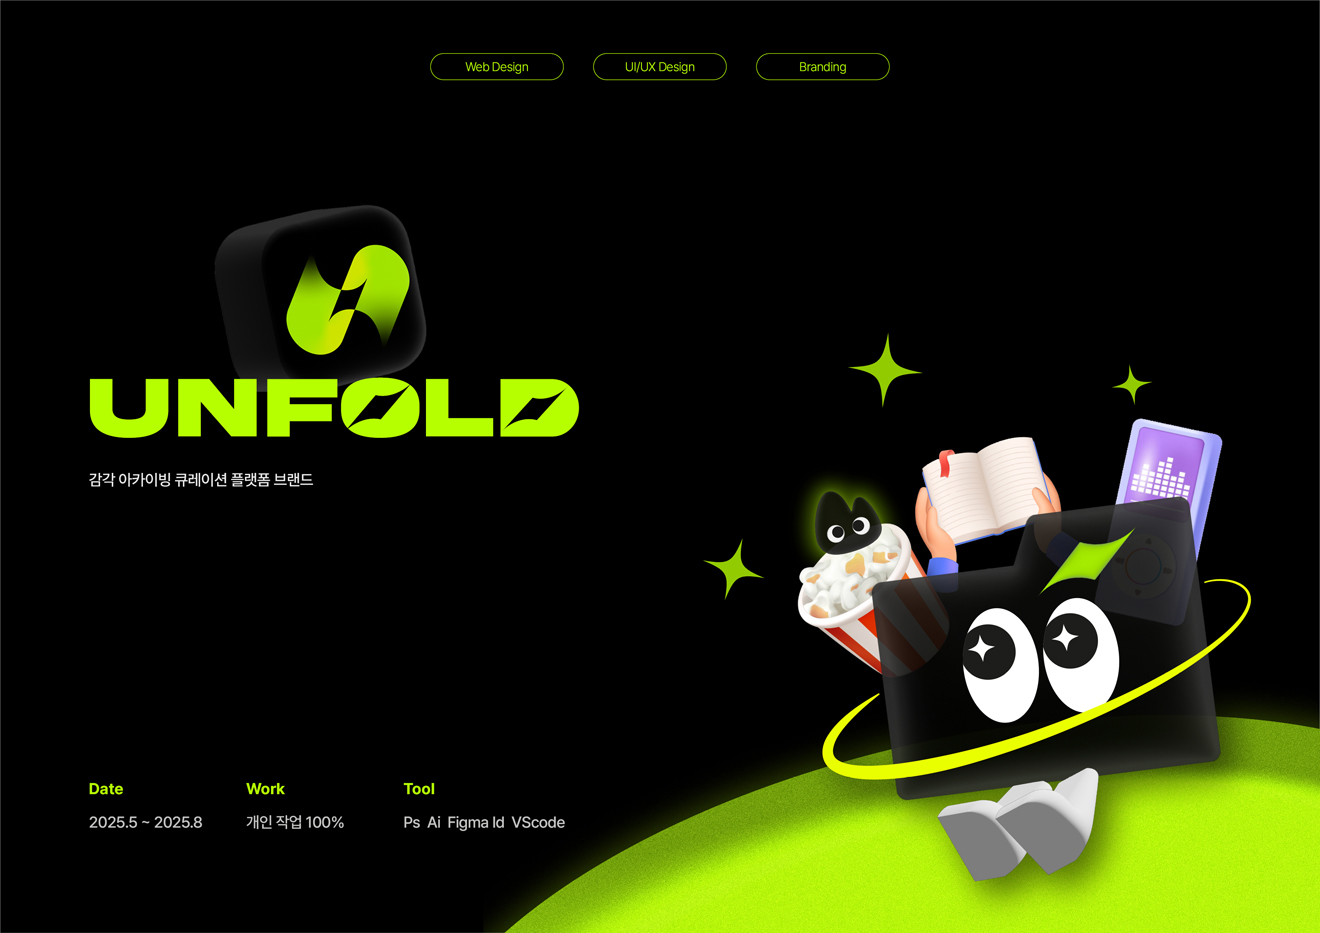 Web Design
UI/UX Design
Branding
UNFOLD
감각 아카이빙 큐레이션 플랫폼 브랜드
Date
Work
Tool
2025.5 ~ 2025.8
개인 작업 100%
Ps Ai Figma Id VScode